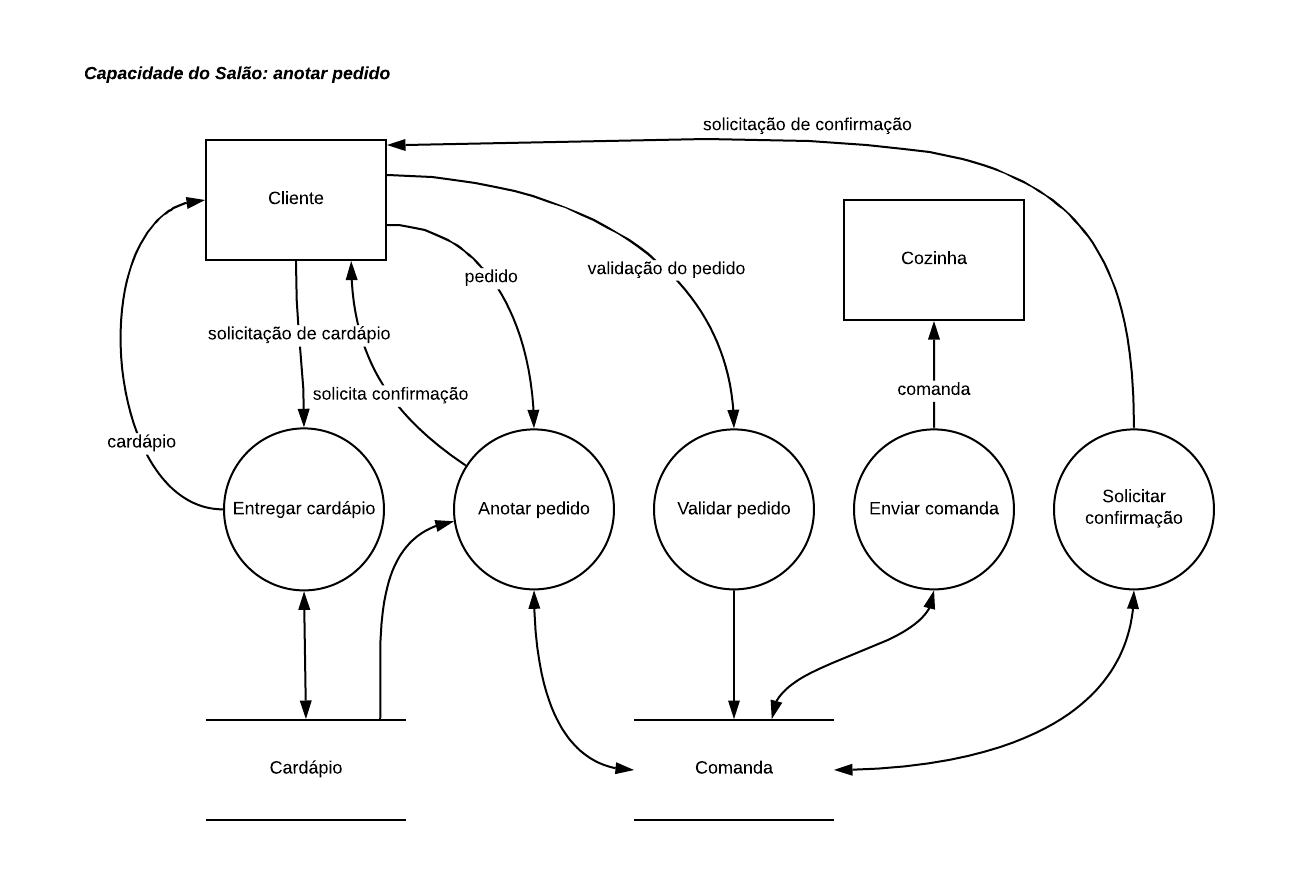 Capacidade do Salão: anotar pedido
solicitação de confirmação
Cliente
Cozinha
pedido
validação do pedido
solicitação de cardápio
solicita confirmação
comanda
cardápio
Entregar cardápio
Anotar pedido
Validar pedido
Enviar comanda
Solicitar
confirmação
Cardápio
Comanda